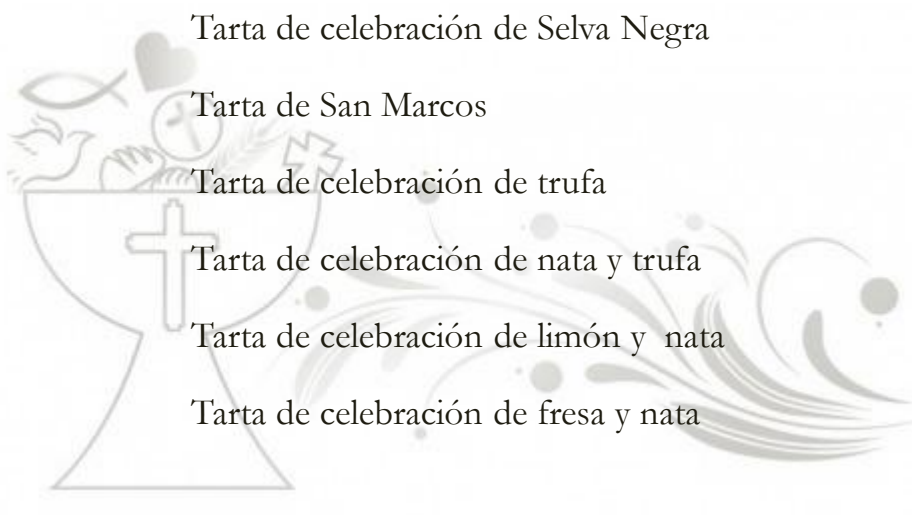 Tarta de celebración de Selva Negra
Tarta de San Marcos
Tarta de celebración de trufa
Tarta de celebración de nata y trufa
Tarta de celebración de limón y  nata
Tarta de celebración de fresa y nata